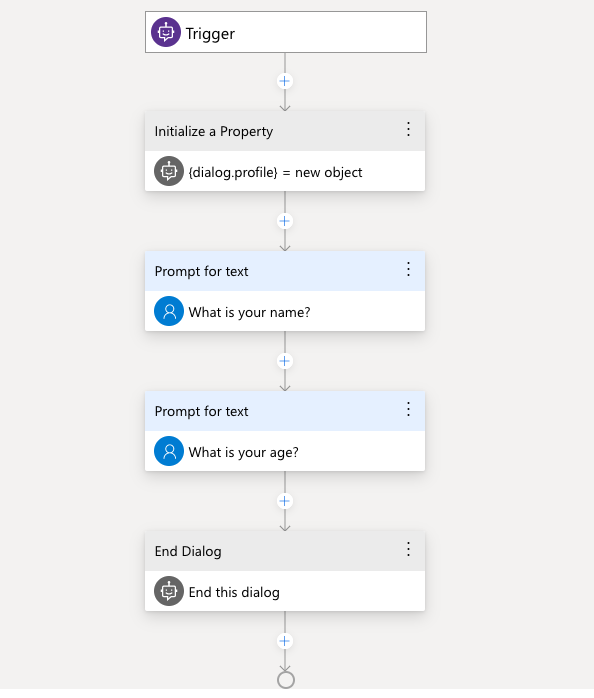 Trigger
Initialize a Property
{dialog.profile} = new object
Prompt for text
What is your name?
Prompt for text
What is your age?
End Dialog
End this dialog